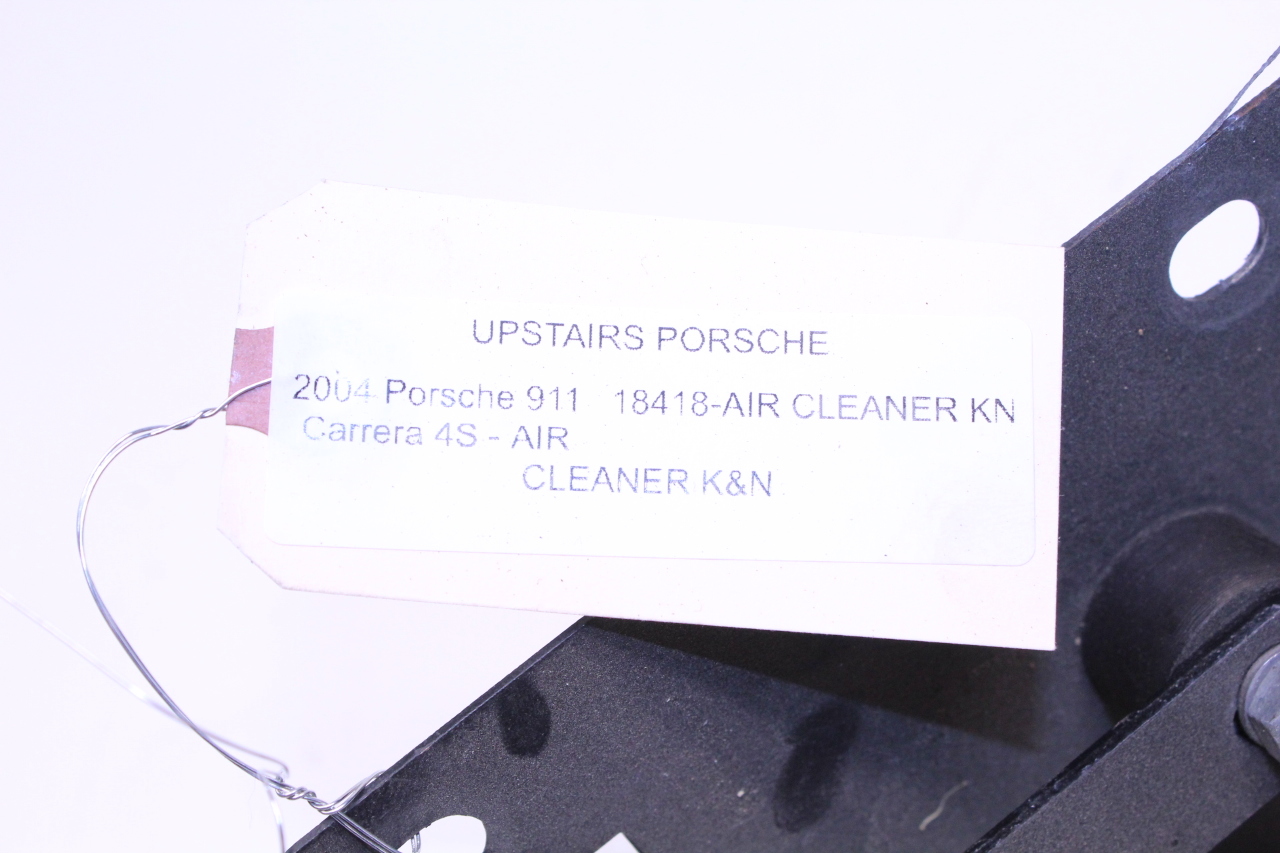 UPSTAIRS PORSCHE
2004 Porsche 911 18418-AIR CLEANER KN
Carrera 4S - AIR
CLEANER K&N